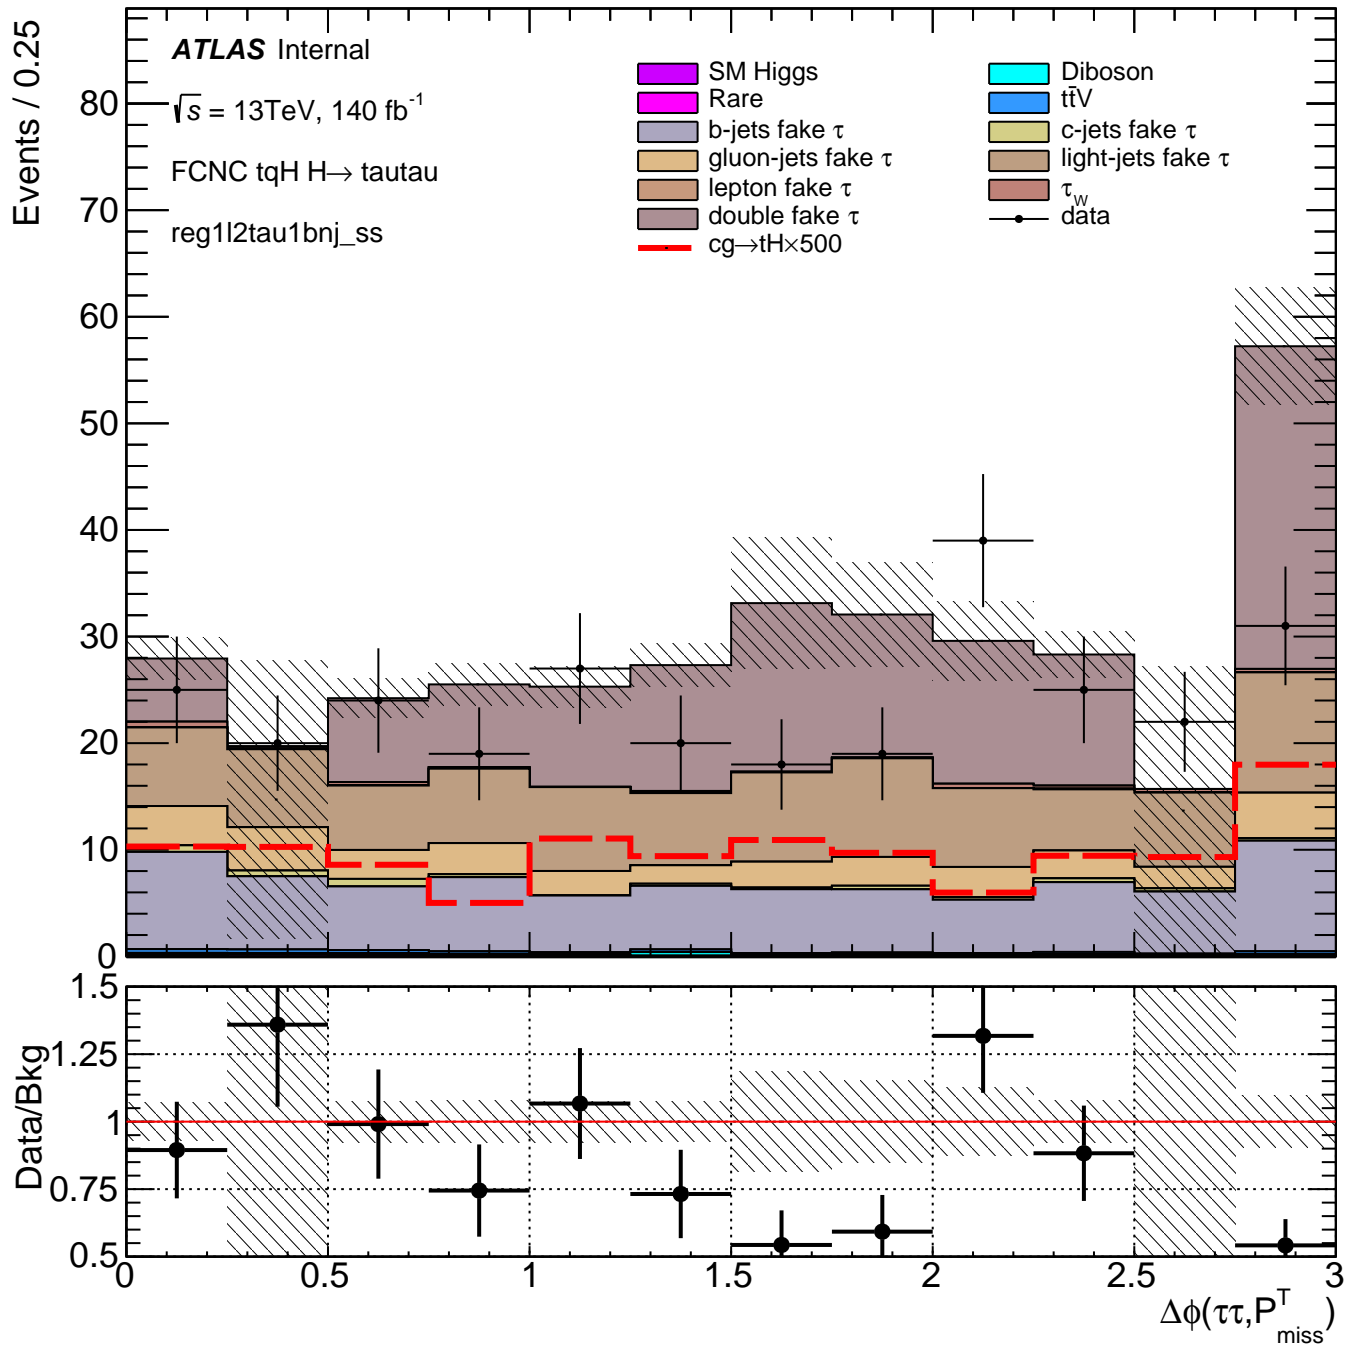 Events / 0.25
ATLAS Internal
√s = 13TeV, 140 fb⁻¹
FCNC tqH H→ tautau
reg1l2tau1bnj_ss
SM Higgs
Diboson
Rare
tt̄V
b-jets fake τ
c-jets fake τ
gluon-jets fake τ
light-jets fake τ
lepton fake τ
τ_W
double fake τ
data
cg→tH×500
80
70
60
50
40
30
20
10
0
Data/Bkg
1.5
1.25
1
0.75
0.5
0 0.5 1 1.5 2 2.5 3
Δϕ(ττ,P^T_miss)